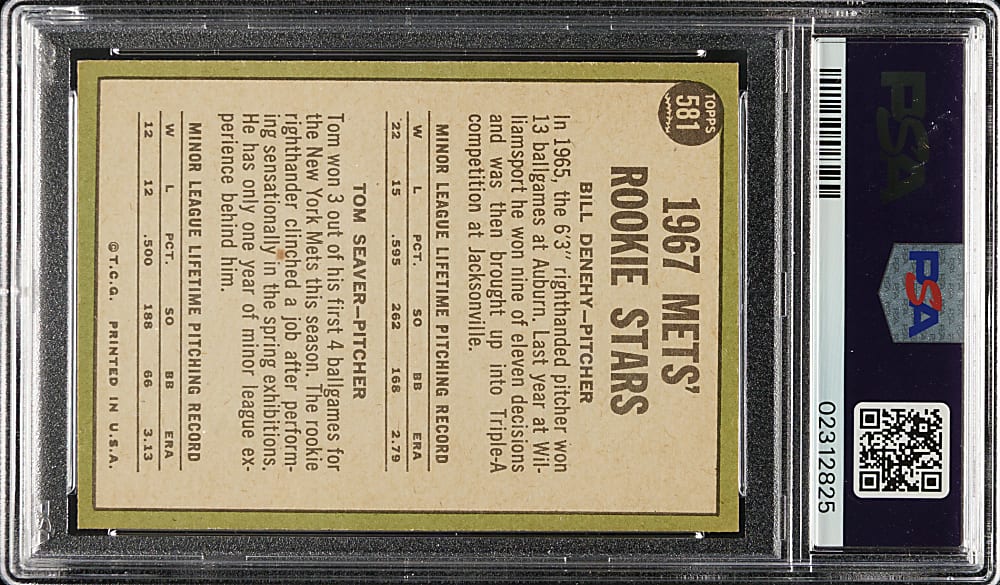 PSA
PSA
02312825
TOPPS
581
1967 METS'
ROOKIE STARS
BILL DENEHY—PITCHER
In 1965, the 6'3" righthanded pitcher won
13 ballgames at Auburn. Last year at Wil-
liamsport he won nine of eleven decisions
and was then brought up into Triple-A
competition at Jacksonville.
MINOR LEAGUE LIFETIME PITCHING RECORD
W L PCT. SO BB ERA
22 15 .595 262 168 2.79
TOM SEAVER—PITCHER
Tom won 3 out of his first 4 ballgames for
the New York Mets this season. The rookie
righthander clinched a job after perform-
ing sensationally in the spring exhibitions.
He has only one year of minor league ex-
perience behind him.
MINOR LEAGUE LIFETIME PITCHING RECORD
W L PCT. SO BB ERA
12 12 .500 188 66 3.13
©T.C.G. PRINTED IN U.S.A.